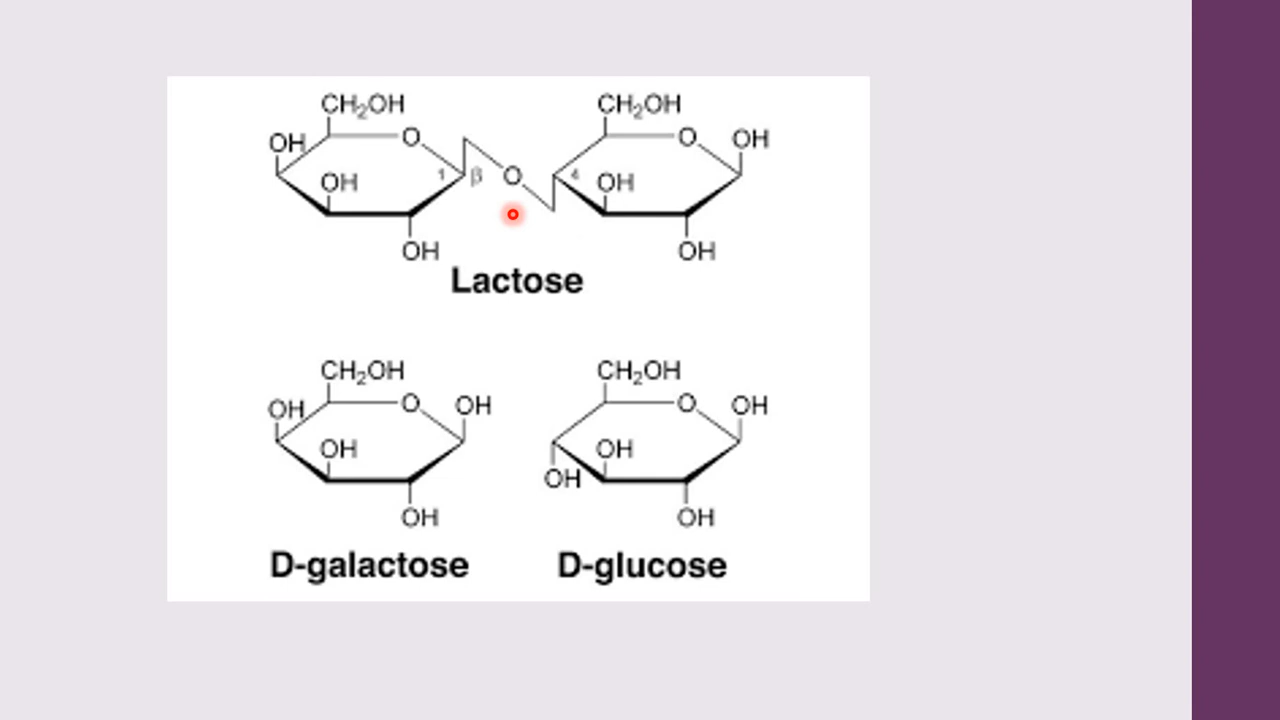 CH₂OH CH₂OH
OH O OH
O
OH 1 β O 4 OH
OH OH
Lactose
CH₂OH CH₂OH
OH O OH O OH
OH OH
OH
OH OH
D-galactose D-glucose